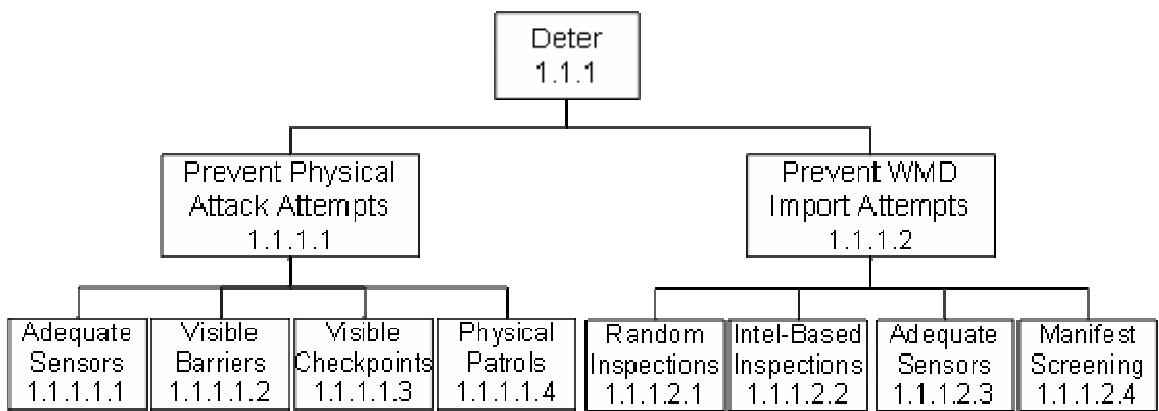 Deter
1.1.1
Prevent Physical
Attack Attempts
1.1.1.1
Prevent WMD
Import Attempts
1.1.1.2
Adequate
Sensors
1.1.1.1.1
Visible
Barriers
1.1.1.1.2
Visible
Checkpoints
1.1.1.1.3
Physical
Patrols
1.1.1.1.4
Random
Inspections
1.1.1.2.1
Intel-Based
Inspections
1.1.1.2.2
Adequate
Sensors
1.1.1.2.3
Manifest
Screening
1.1.1.2.4